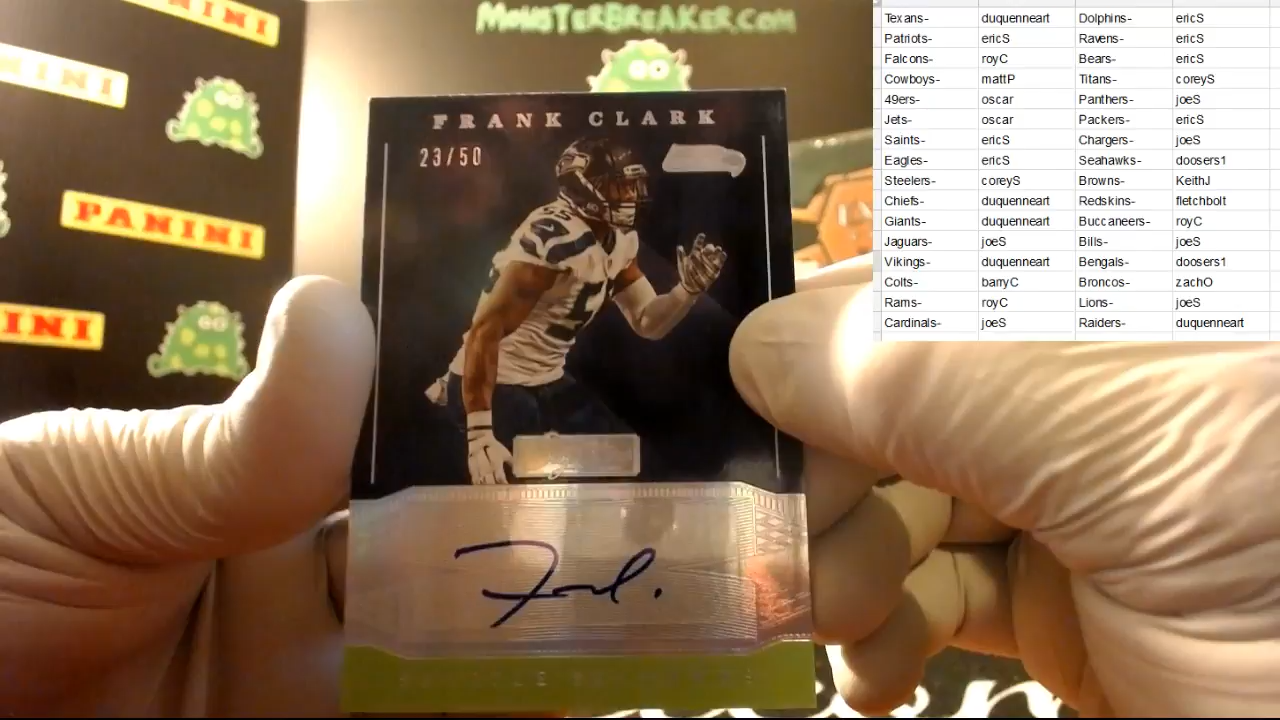 MONSTERBREAKER.COM
PANINI
INI
FRANK CLARK
23/50
Texans- duquenneart Dolphins- ericS
Patriots- ericS Ravens- ericS
Falcons- royC Bears- ericS
Cowboys- mattP Titans- coreyS
49ers- oscar Panthers- joeS
Jets- oscar Packers- ericS
Saints- ericS Chargers- joeS
Eagles- ericS Seahawks- doosers1
Steelers- coreyS Browns- KeithJ
Chiefs- duquenneart Redskins- fletchbolt
Giants- duquenneart Buccaneers- royC
Jaguars- joeS Bills- joeS
Vikings- duquenneart Bengals- doosers1
Colts- barryC Broncos- zachO
Rams- royC Lions- joeS
Cardinals- joeS Raiders- duquenneart